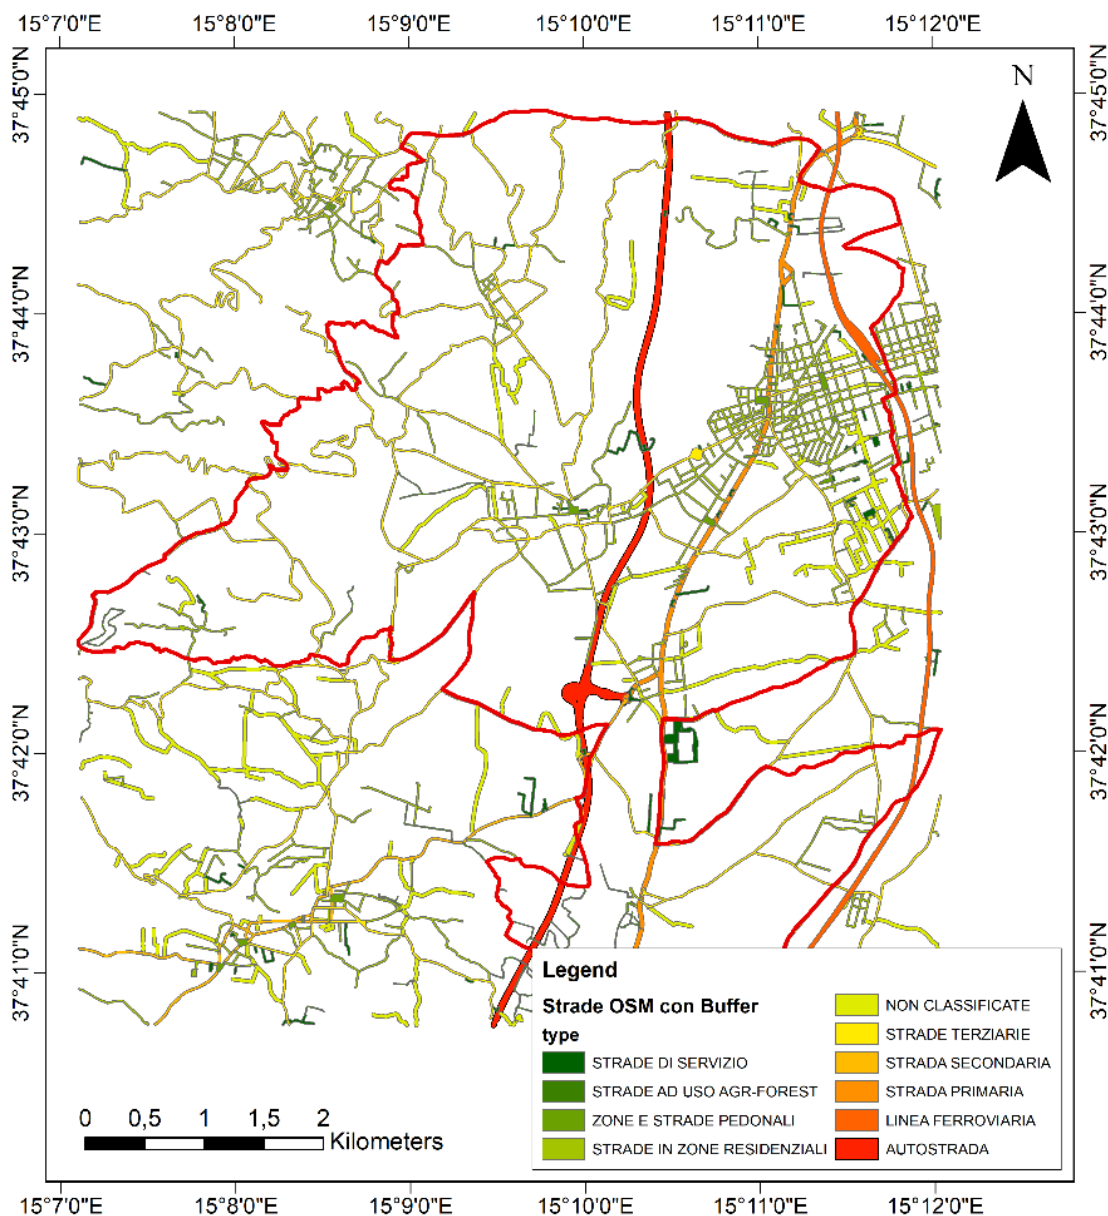 15°7'0"E 15°8'0"E 15°9'0"E 15°10'0"E 15°11'0"E 15°12'0"E
N
37°45'0"N 37°45'0"N
37°44'0"N 37°44'0"N
37°43'0"N 37°43'0"N
37°42'0"N 37°42'0"N
37°41'0"N 37°41'0"N
Legend
Strade OSM con Buffer
type
STRADE DI SERVIZIO
STRADE AD USO AGR-FOREST
ZONE E STRADE PEDONALI
STRADE IN ZONE RESIDENZIALI
NON CLASSIFICATE
STRADE TERZIARIE
STRADA SECONDARIA
STRADA PRIMARIA
LINEA FERROVIARIA
AUTOSTRADA
0 0,5 1 1,5 2
Kilometers
15°7'0"E 15°8'0"E 15°9'0"E 15°10'0"E 15°11'0"E 15°12'0"E